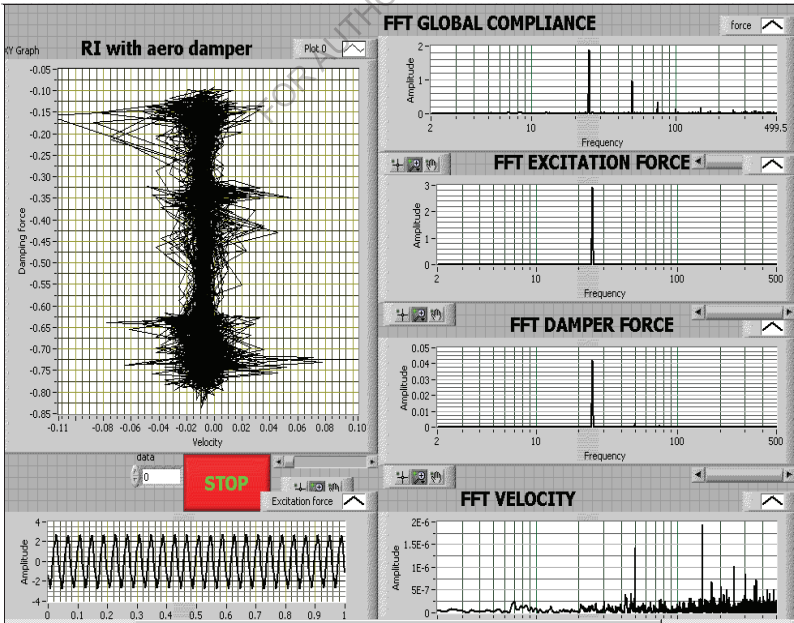 FOR AUTHO
XY Graph
RI with aero damper
Plot 0
-0.05
-0.10
-0.15
-0.20
-0.25
-0.30
-0.35
-0.40
-0.45
-0.50
-0.55
-0.60
-0.65
-0.70
-0.75
-0.80
-0.85
Damping force
-0.11 -0.08 -0.06 -0.04 -0.02 0.00 0.02 0.04 0.06 0.08 0.10
Velocity
data
0
STOP
Excitation force
4
2
0
-2
-4
Amplitude
0 0.1 0.2 0.3 0.4 0.5 0.6 0.7 0.8 0.9 1
FFT GLOBAL COMPLIANCE
force
2
1
0
Amplitude
2 10 100 499.5
Frequency
FFT EXCITATION FORCE
3
2
1
0
Amplitude
2 10 100 500
Frequency
FFT DAMPER FORCE
0.05
0.04
0.03
0.02
0.01
0
Amplitude
2 10 100 500
Frequency
FFT VELOCITY
2E-6
1.5E-6
1E-6
5E-7
0
Amplitude